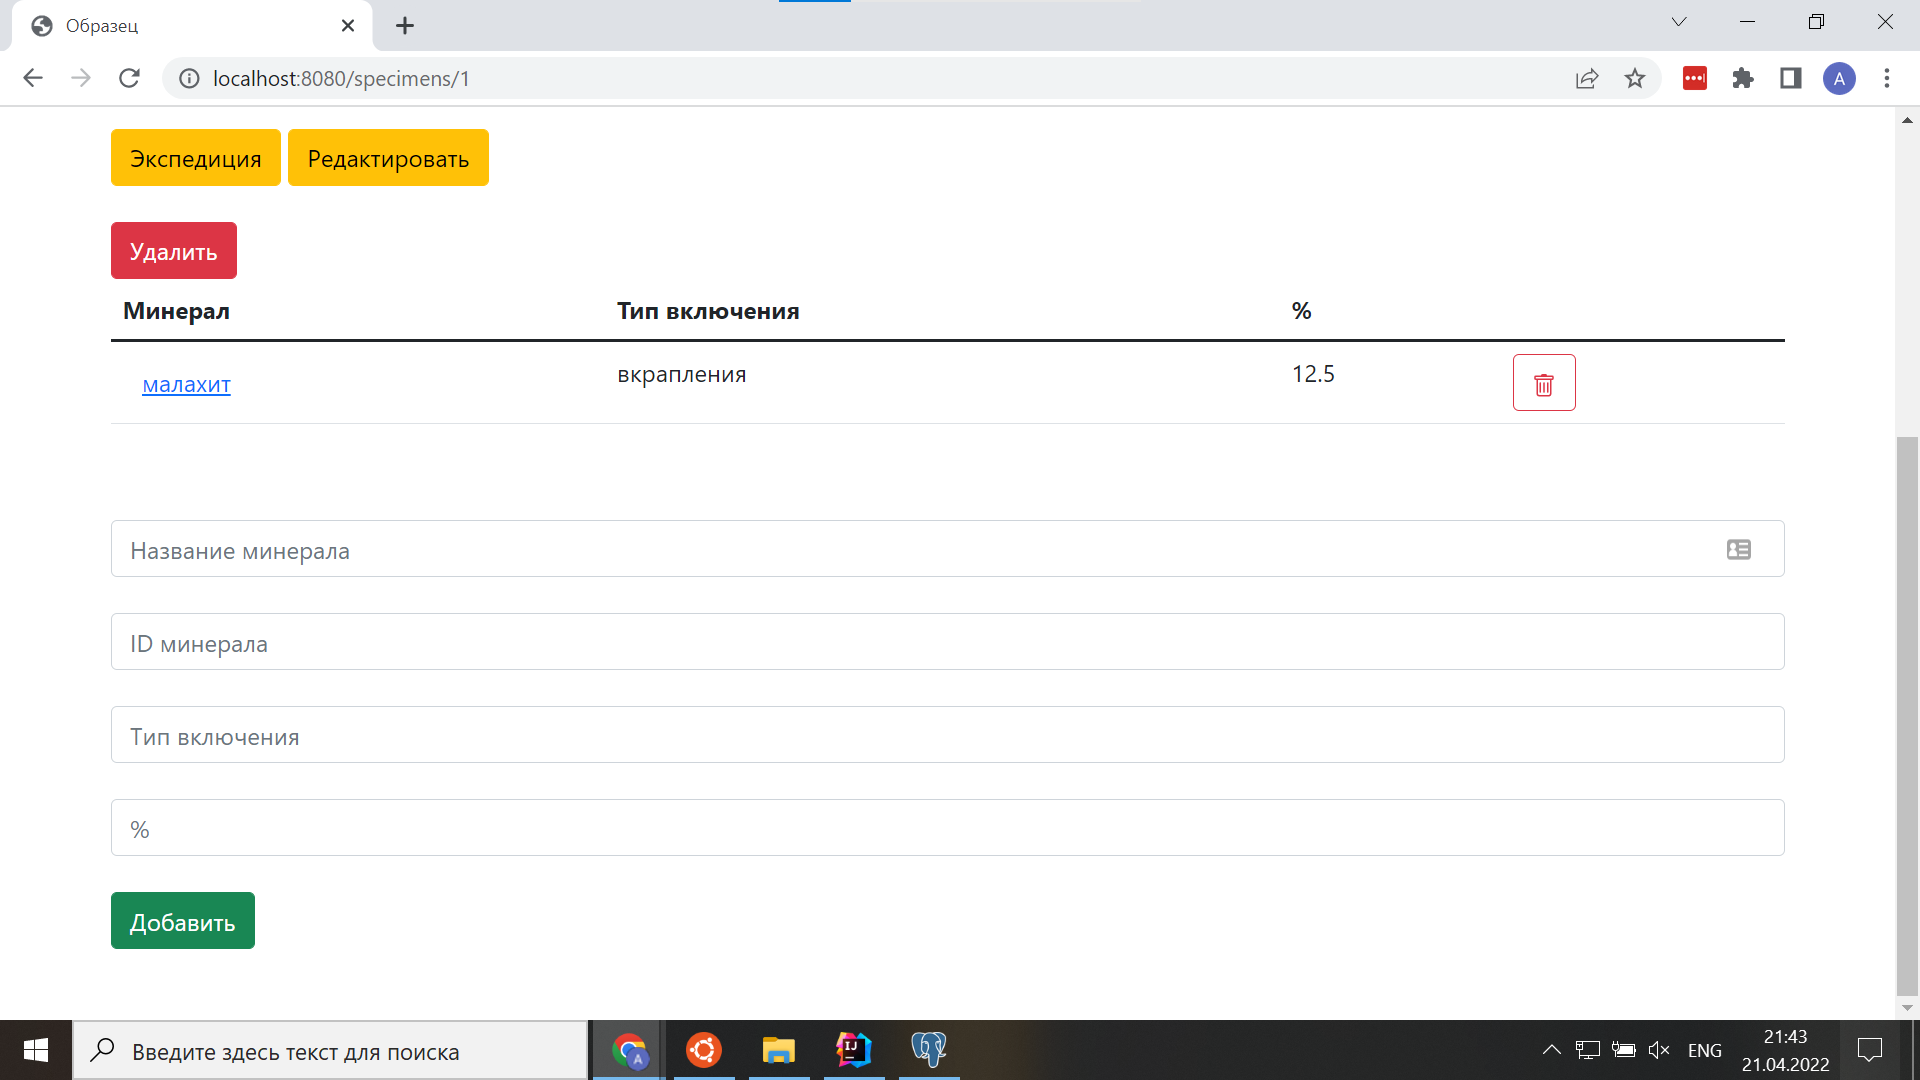 Образец
localhost:8080/specimens/1
A
Экспедиция Редактировать
Удалить
Минерал Тип включения %
малахит вкрапления 12.5
Название минерала
ID минерала
Тип включения
%
Добавить
Введите здесь текст для поиска
A
IJ
ENG
21:43
21.04.2022